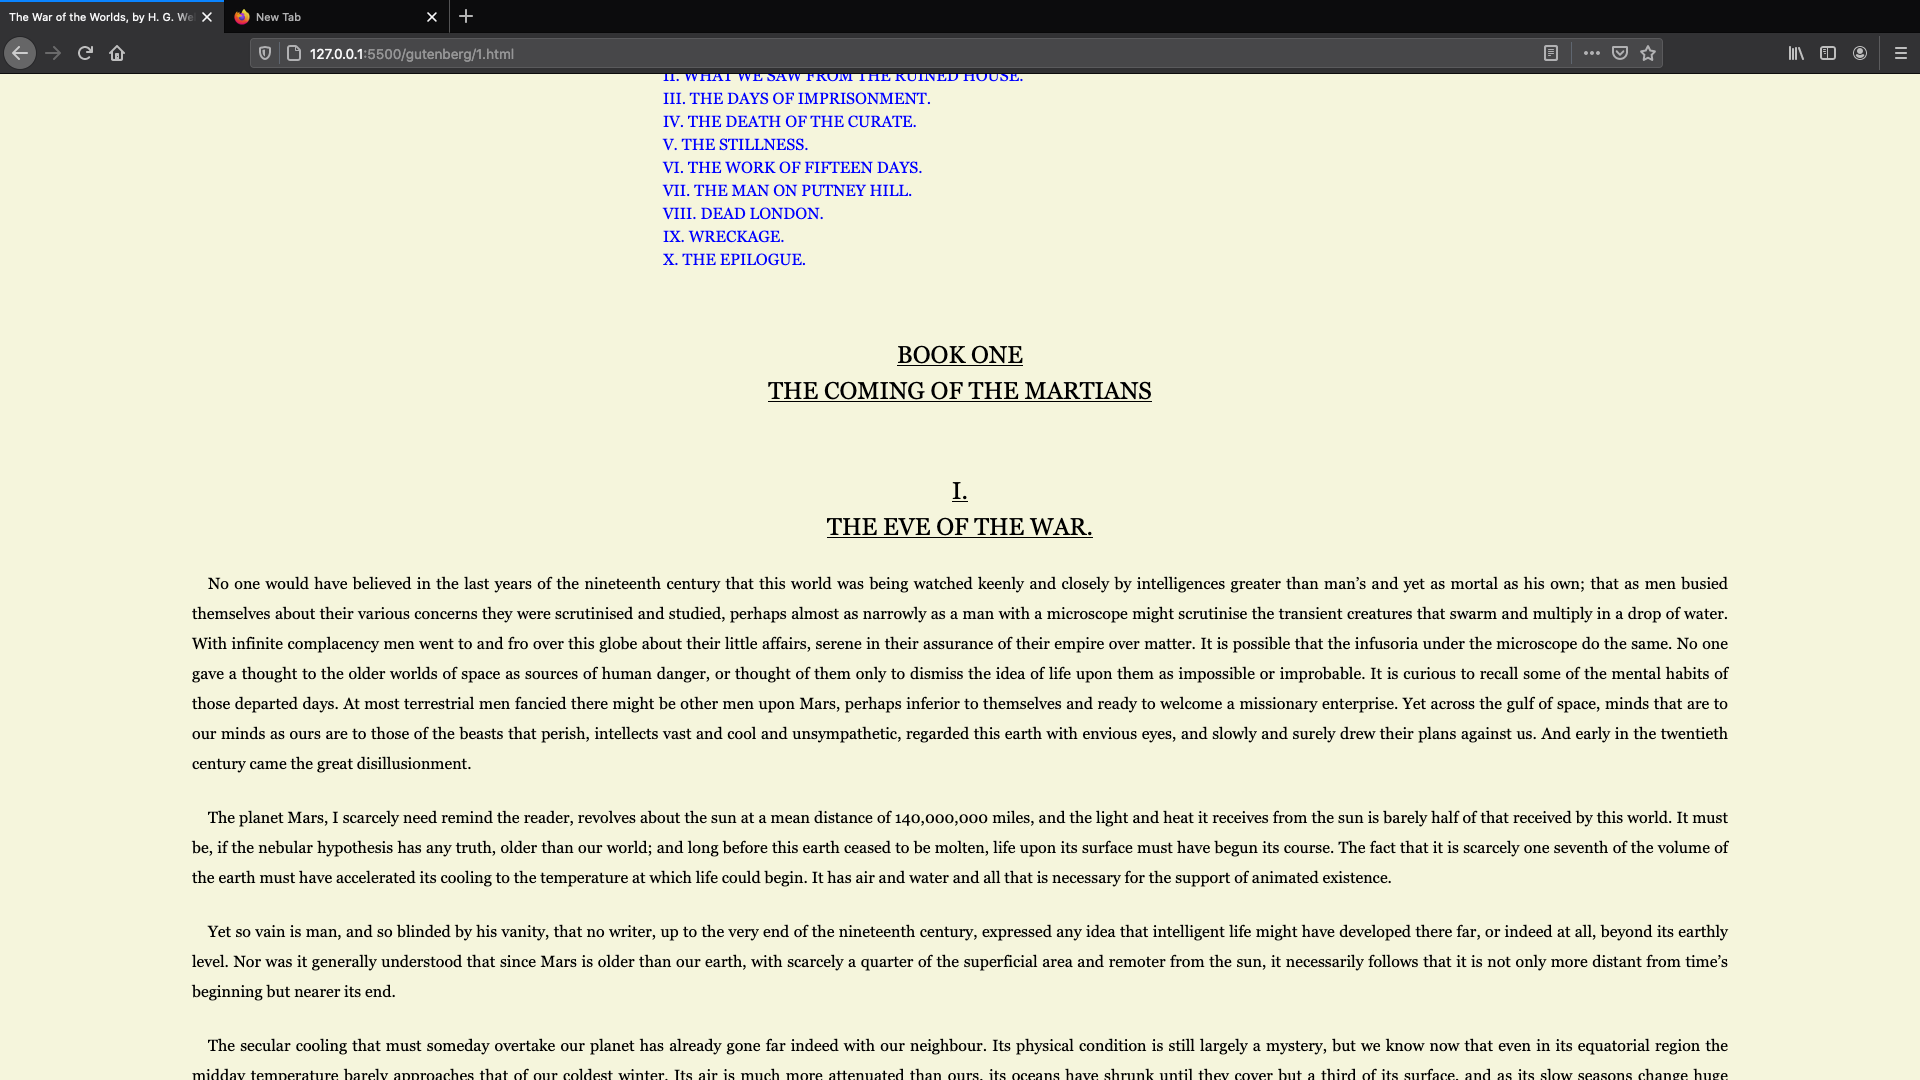 The War of the Worlds, by H. G. We
New Tab
127.0.0.1:5500/gutenberg/1.html
II. WHAT WE SAW FROM THE RUINED HOUSE.
III. THE DAYS OF IMPRISONMENT.
IV. THE DEATH OF THE CURATE.
V. THE STILLNESS.
VI. THE WORK OF FIFTEEN DAYS.
VII. THE MAN ON PUTNEY HILL.
VIII. DEAD LONDON.
IX. WRECKAGE.
X. THE EPILOGUE.
BOOK ONE
THE COMING OF THE MARTIANS
I.
THE EVE OF THE WAR.
No one would have believed in the last years of the nineteenth century that this world was being watched keenly and closely by intelligences greater than man’s and yet as mortal as his own; that as men busied
themselves about their various concerns they were scrutinised and studied, perhaps almost as narrowly as a man with a microscope might scrutinise the transient creatures that swarm and multiply in a drop of water.
With infinite complacency men went to and fro over this globe about their little affairs, serene in their assurance of their empire over matter. It is possible that the infusoria under the microscope do the same. No one
gave a thought to the older worlds of space as sources of human danger, or thought of them only to dismiss the idea of life upon them as impossible or improbable. It is curious to recall some of the mental habits of
those departed days. At most terrestrial men fancied there might be other men upon Mars, perhaps inferior to themselves and ready to welcome a missionary enterprise. Yet across the gulf of space, minds that are to
our minds as ours are to those of the beasts that perish, intellects vast and cool and unsympathetic, regarded this earth with envious eyes, and slowly and surely drew their plans against us. And early in the twentieth
century came the great disillusionment.
The planet Mars, I scarcely need remind the reader, revolves about the sun at a mean distance of 140,000,000 miles, and the light and heat it receives from the sun is barely half of that received by this world. It must
be, if the nebular hypothesis has any truth, older than our world; and long before this earth ceased to be molten, life upon its surface must have begun its course. The fact that it is scarcely one seventh of the volume of
the earth must have accelerated its cooling to the temperature at which life could begin. It has air and water and all that is necessary for the support of animated existence.
Yet so vain is man, and so blinded by his vanity, that no writer, up to the very end of the nineteenth century, expressed any idea that intelligent life might have developed there far, or indeed at all, beyond its earthly
level. Nor was it generally understood that since Mars is older than our earth, with scarcely a quarter of the superficial area and remoter from the sun, it necessarily follows that it is not only more distant from time’s
beginning but nearer its end.
The secular cooling that must someday overtake our planet has already gone far indeed with our neighbour. Its physical condition is still largely a mystery, but we know now that even in its equatorial region the
midday temperature barely approaches that of our coldest winter. Its air is much more attenuated than ours, its oceans have shrunk until they cover but a third of its surface, and as its slow seasons change huge